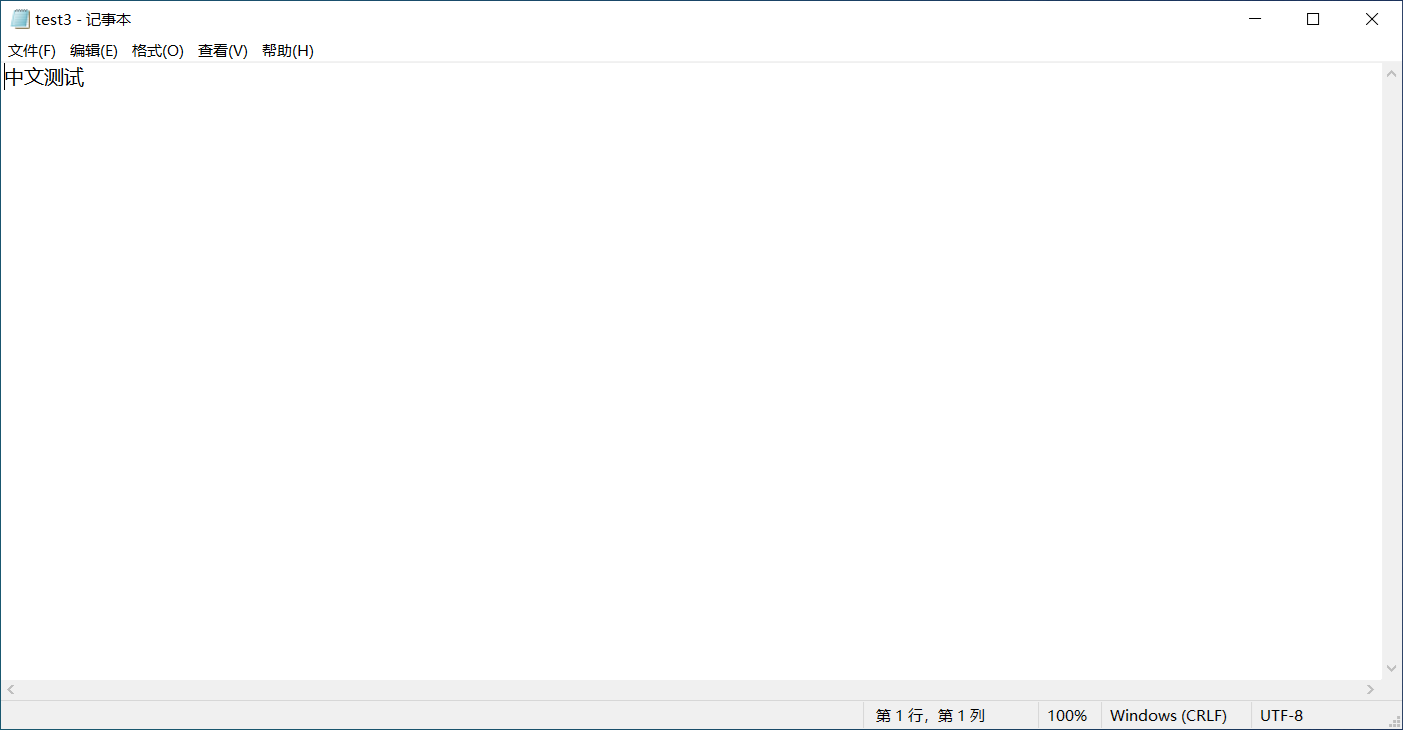 test3 - 记事本
文件(F) 编辑(E) 格式(O) 查看(V) 帮助(H)
中文测试
第 1 行，第 1 列 100% Windows (CRLF) UTF-8